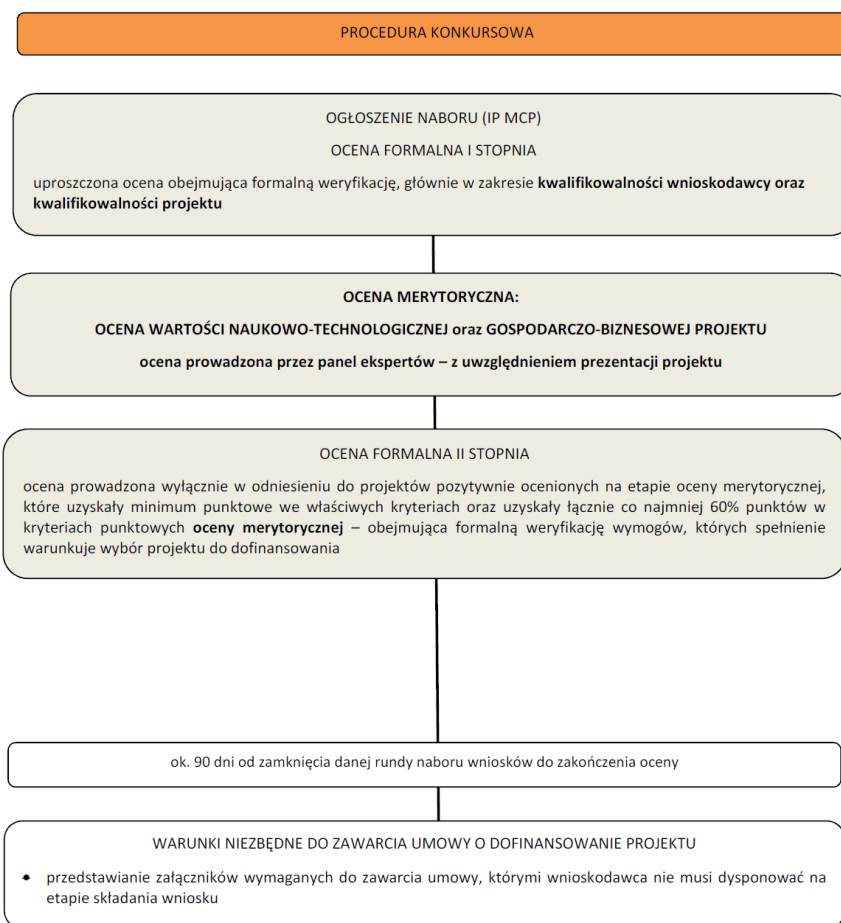 PROCEDURA KONKURSOWA
OGŁOSZENIE NABORU (IP MCP)
OCENA FORMALNA I STOPNIA
uproszczona ocena obejmująca formalną weryfikację, głównie w zakresie kwalifikowalności wnioskodawcy oraz
kwalifikowalności projektu
OCENA MERYTORYCZNA:
OCENA WARTOŚCI NAUKOWO-TECHNOLOGICZNEJ oraz GOSPODARCZO-BIZNESOWEJ PROJEKTU
ocena prowadzona przez panel ekspertów – z uwzględnieniem prezentacji projektu
OCENA FORMALNA II STOPNIA
ocena prowadzona wyłącznie w odniesieniu do projektów pozytywnie ocenionych na etapie oceny merytorycznej,
które uzyskały minimum punktowe we właściwych kryteriach oraz uzyskały łącznie co najmniej 60% punktów w
kryteriach punktowych oceny merytorycznej – obejmująca formalną weryfikację wymogów, których spełnienie
warunkuje wybór projektu do dofinansowania
ok. 90 dni od zamknięcia danej rundy naboru wniosków do zakończenia oceny
WARUNKI NIEZBĘDNE DO ZAWARCIA UMOWY O DOFINANSOWANIE PROJEKTU
• przedstawianie załączników wymaganych do zawarcia umowy, którymi wnioskodawca nie musi dysponować na
etapie składania wniosku